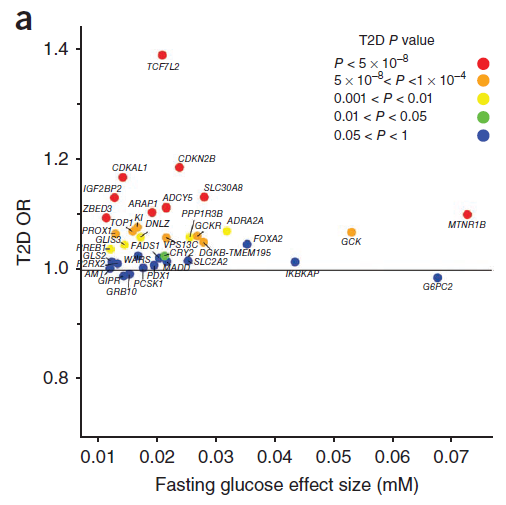 a
T2D P value
P < 5 × 10−8
5 × 10−8< P <1 × 10−4
0.001 < P < 0.01
0.01 < P < 0.05
0.05 < P < 1
T2D OR
1.4
1.2
1.0
0.8
TCF7L2
CDKN2B
CDKAL1
IGF2BP2
SLC30A8
ADCY5
ARAP1
ZBED3
MTNR1B
TOP1
KI
DNLZ
PPP1R3B
ADRA2A
PROX1
GCKR
GCK
GLIS3
FADS1
VPS13C
FOXA2
PREB1
CRY2
DGKB-TMEM195
GLS2
P2RX2
WARS
SLC2A2
AMT
MADD
IKBKAP
GIPR
PDX1
PCSK1
G6PC2
GRB10
0.01 0.02 0.03 0.04 0.05 0.06 0.07
Fasting glucose effect size (mM)